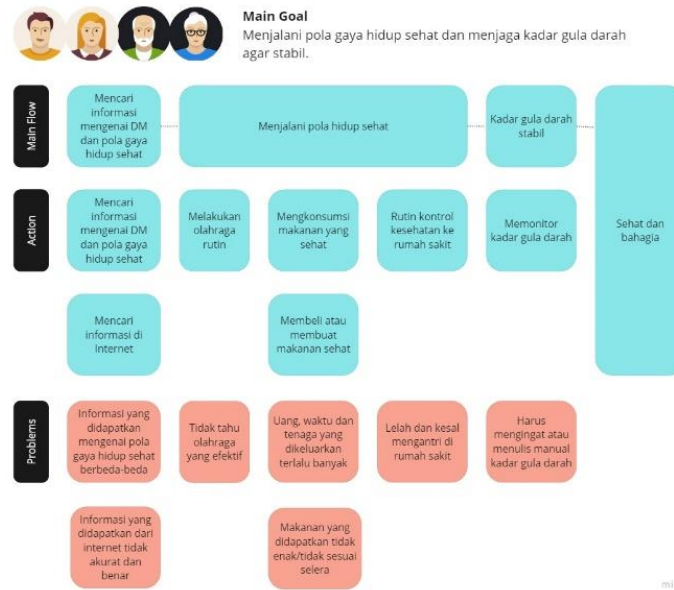 Main Goal
Menjalani pola gaya hidup sehat dan menjaga kadar gula darah
agar stabil.
Main Flow
Mencari
informasi
mengenai DM
dan pola gaya
hidup sehat
Menjalani pola hidup sehat
Kadar gula darah
stabil
Sehat dan
bahagia
Action
Mencari
informasi
mengenai DM
dan pola gaya
hidup sehat
Melakukan
olahraga
rutin
Mengkonsumsi
makanan yang
sehat
Rutin kontrol
kesehatan ke
rumah sakit
Memonitor
kadar gula darah
Mencari
informasi di
Internet
Membeli atau
membuat
makanan sehat
Problems
Informasi yang
didapatkan
mengenai pola
gaya hidup sehat
berbeda-beda
Tidak tahu
olahraga
yang efektif
Uang, waktu dan
tenaga yang
dikeluarkan
terlalu banyak
Lelah dan kesal
mengantri di
rumah sakit
Harus
mengingat atau
menulis manual
kadar gula darah
Informasi yang
didapatkan dari
internet tidak
akurat dan
benar
Makanan yang
didapatkan tidak
enak/tidak sesuai
selera
mi